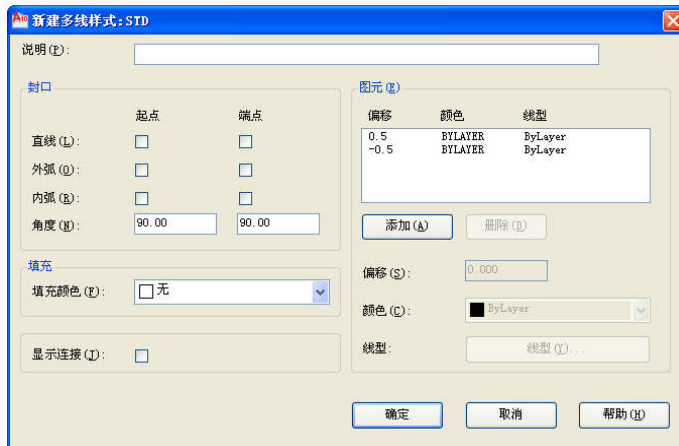 新建多线样式:STD
说明(P):
封口
起点 端点
直线(L):
外弧(O):
内弧(R):
角度(N): 90.00 90.00
填充
填充颜色(F): 无
显示连接(J):
图元(E)
偏移 颜色 线型
0.5 BYLAYER ByLayer
-0.5 BYLAYER ByLayer
添加(A) 删除(D)
偏移(S): 0.000
颜色(C): ByLayer
线型: 线型(Y)...
确定 取消 帮助(H)